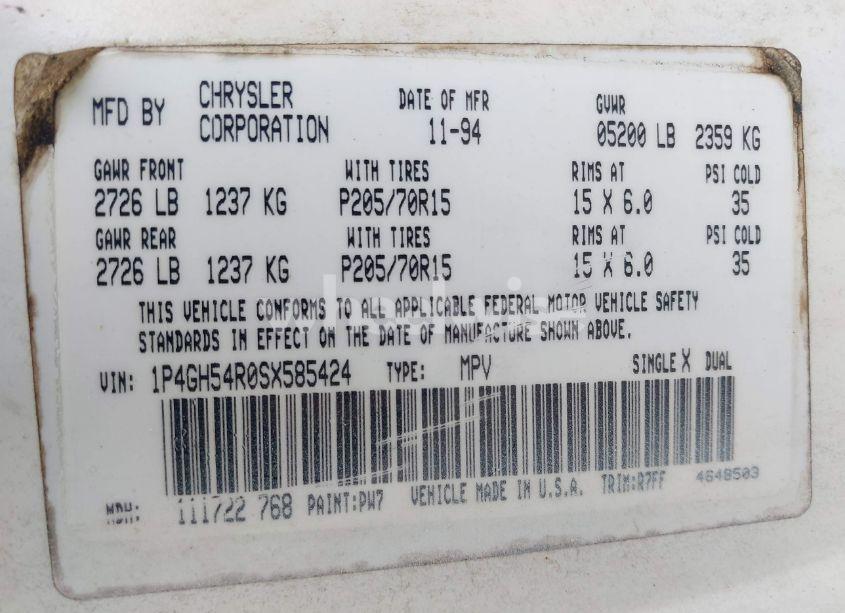 MFD BY CHRYSLER CORPORATION DATE OF MFR 11-94 GVWR 05200 LB 2359 KG
GAWR FRONT WITH TIRES RIMS AT PSI COLD
2726 LB 1237 KG P205/70R15 15 X 6.0 35
GAWR REAR WITH TIRES RIMS AT PSI COLD
2726 LB 1237 KG P205/70R15 15 X 6.0 35
THIS VEHICLE CONFORMS TO ALL APPLICABLE FEDERAL MOTOR VEHICLE SAFETY
STANDARDS IN EFFECT ON THE DATE OF MANUFACTURE SHOWN ABOVE.
VIN: 1P4GH54R0SX585424 TYPE: MPV SINGLE X DUAL
MDH: 111722 768 PAINT:PW7 VEHICLE MADE IN U.S.A. TRIM:R7FF 4648503